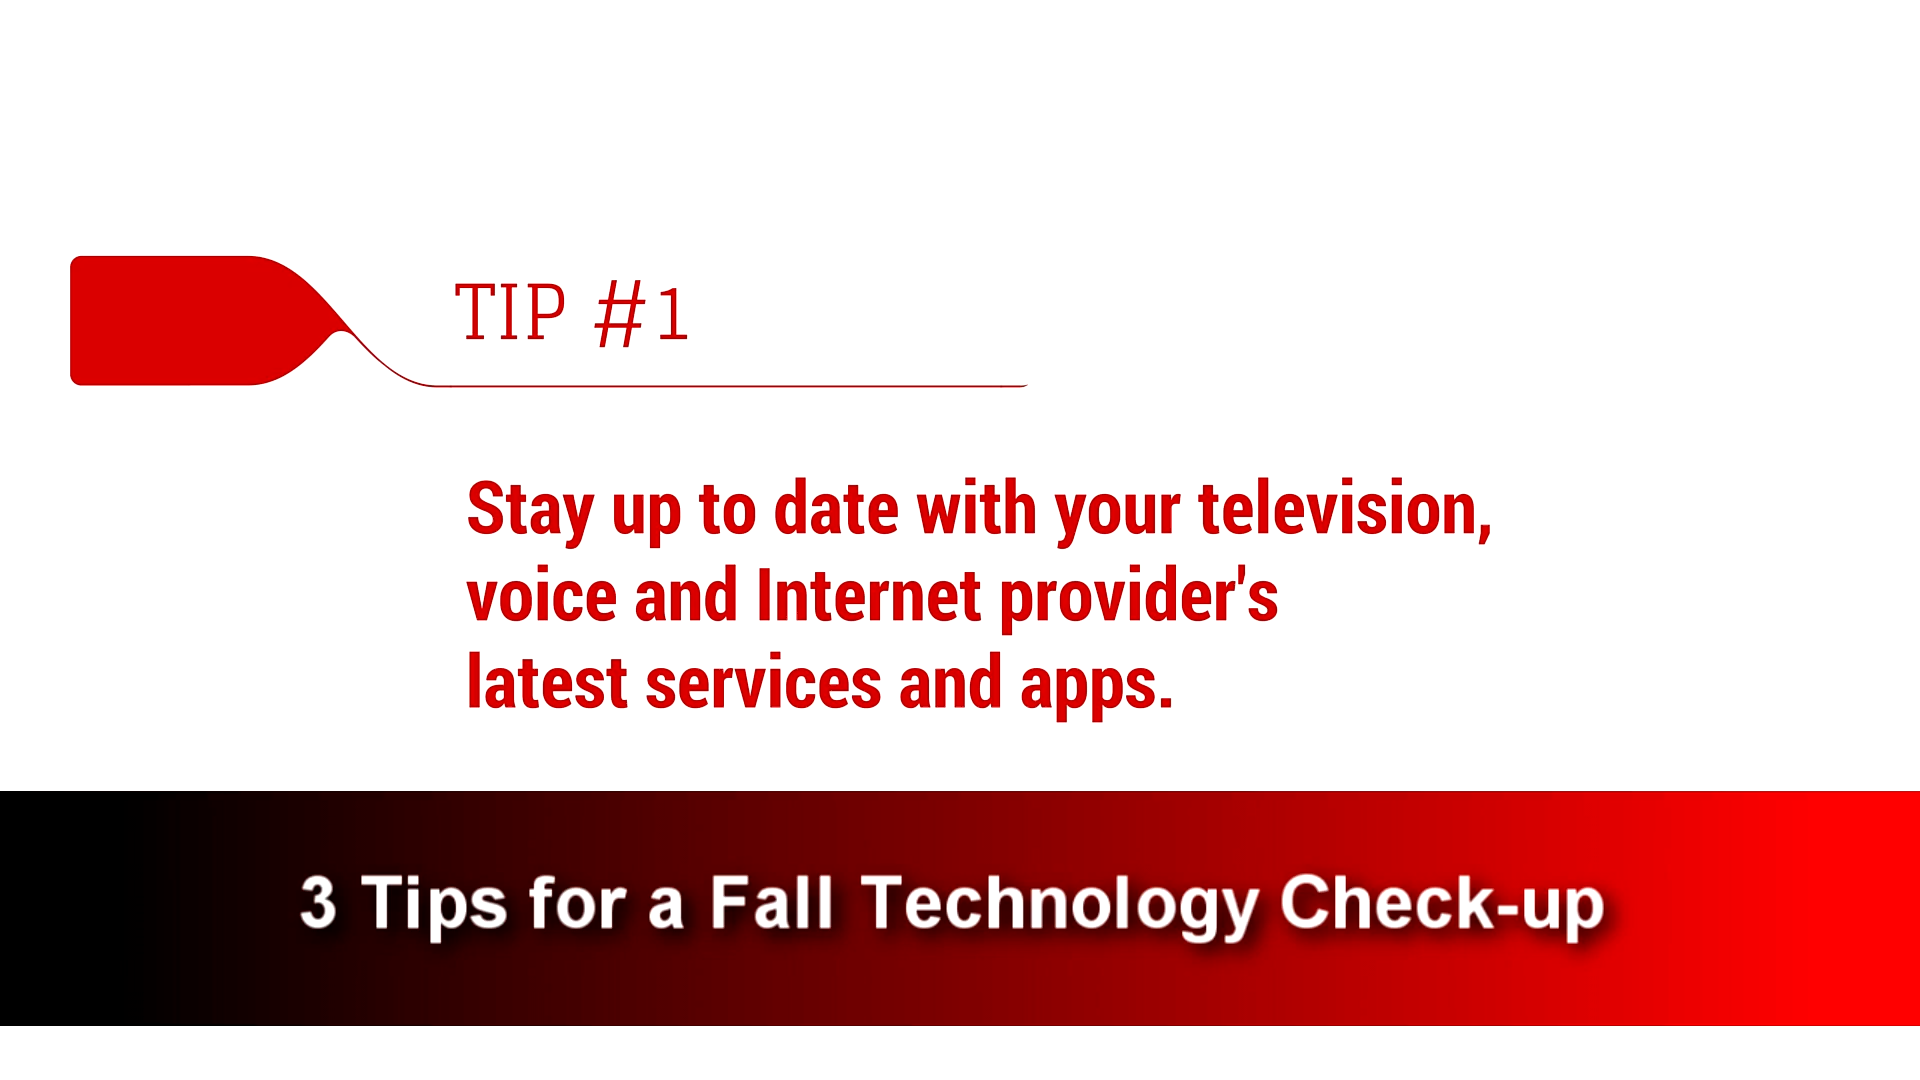 TIP #1
Stay up to date with your television,
voice and Internet provider's
latest services and apps.
3 Tips for a Fall Technology Check-up